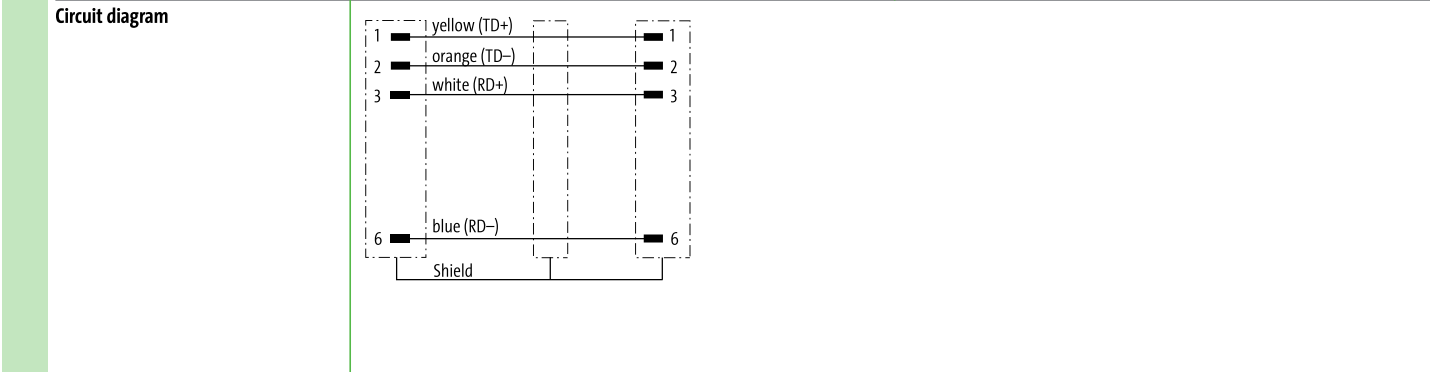 Circuit diagram
yellow (TD+)
1 1
orange (TD–)
2 2
white (RD+)
3 3
blue (RD–)
6 6
Shield